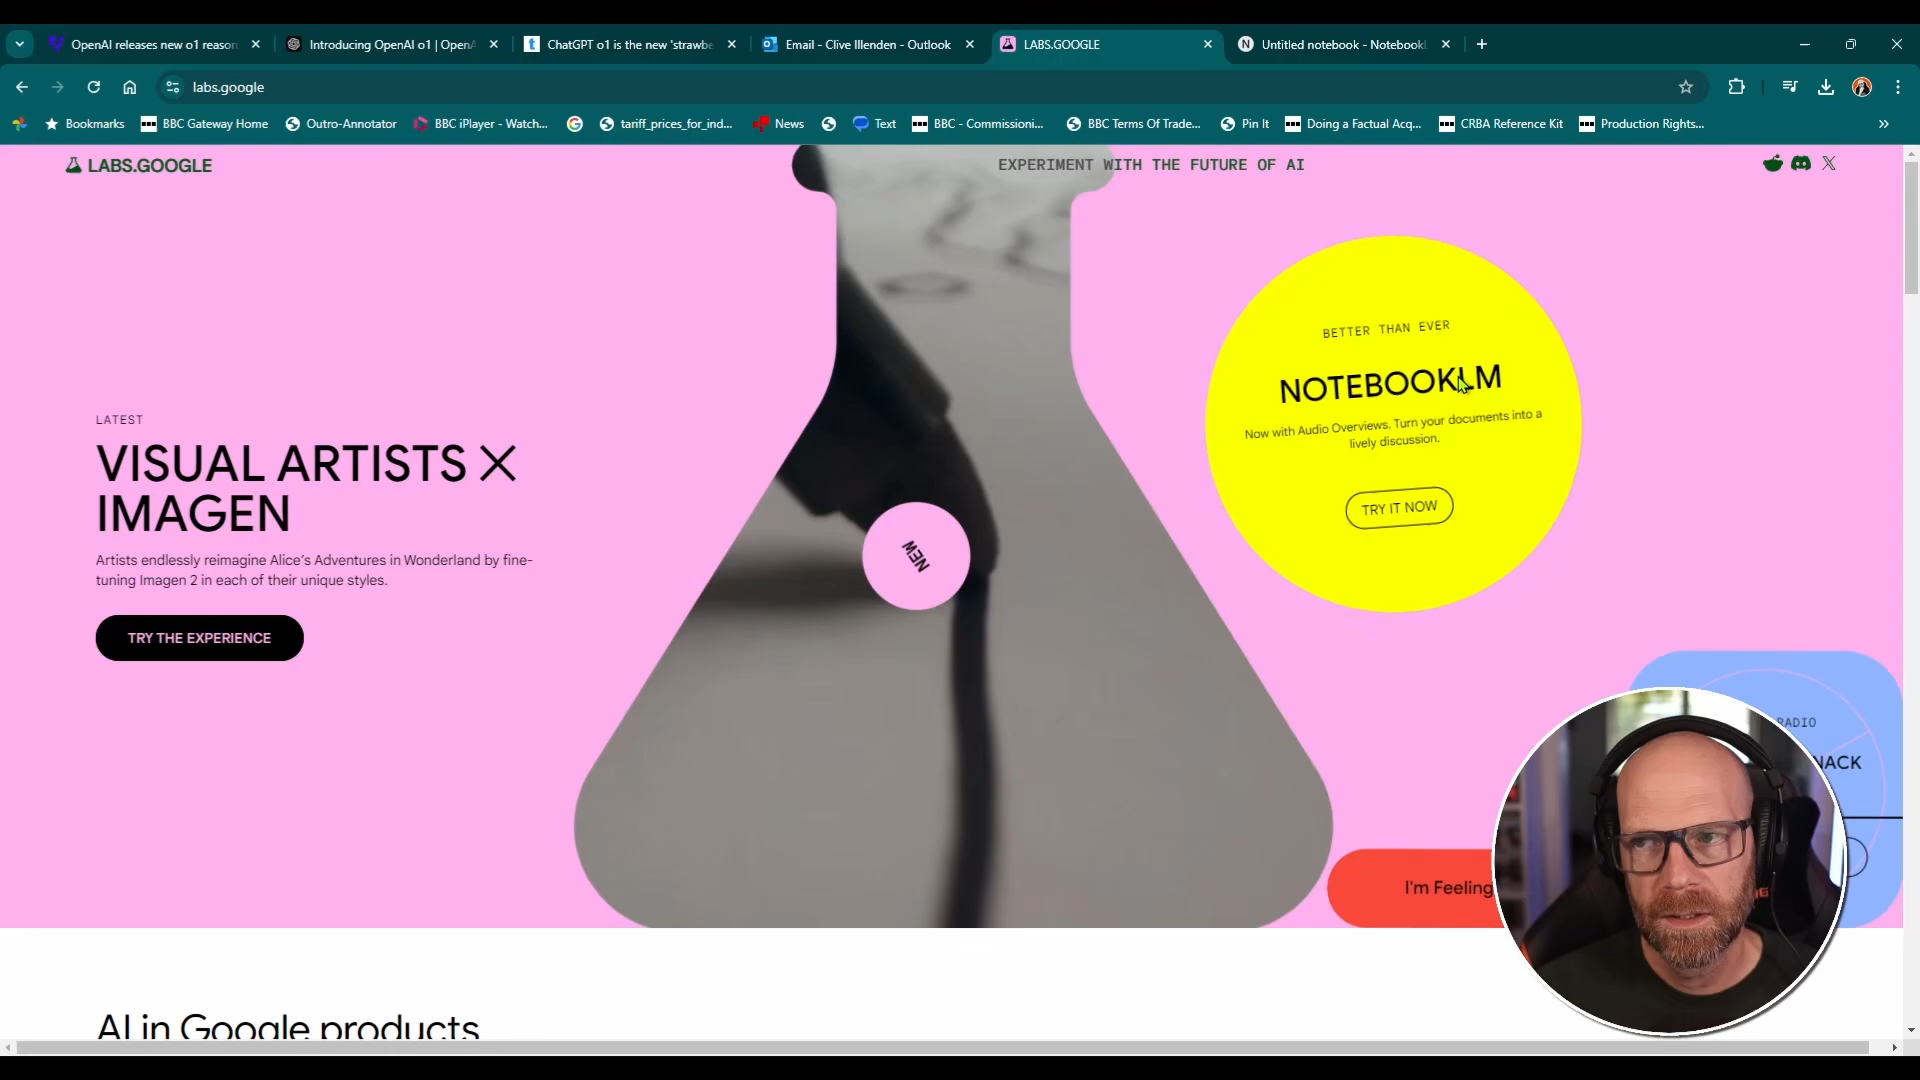 OpenAI releases new o1 reason
Introducing OpenAI o1 | OpenA
ChatGPT o1 is the new 'strawbe
Email - Clive Illenden - Outlook
LABS.GOOGLE
Untitled notebook - NotebookL
labs.google
Bookmarks
BBC Gateway Home
Outro-Annotator
BBC iPlayer - Watch...
tariff_prices_for_ind...
News
Text
BBC - Commissioni...
BBC Terms Of Trade...
Pin It
Doing a Factual Acq...
CRBA Reference Kit
Production Rights...
LABS.GOOGLE
EXPERIMENT WITH THE FUTURE OF AI
LATEST
VISUAL ARTISTS X
IMAGEN
Artists endlessly reimagine Alice's Adventures in Wonderland by fine-
tuning Imagen 2 in each of their unique styles.
TRY THE EXPERIENCE
NEW
BETTER THAN EVER
NOTEBOOKLM
Now with Audio Overviews. Turn your documents into a
lively discussion.
TRY IT NOW
RADIO
NACK
I'm Feeling
AI in Google products